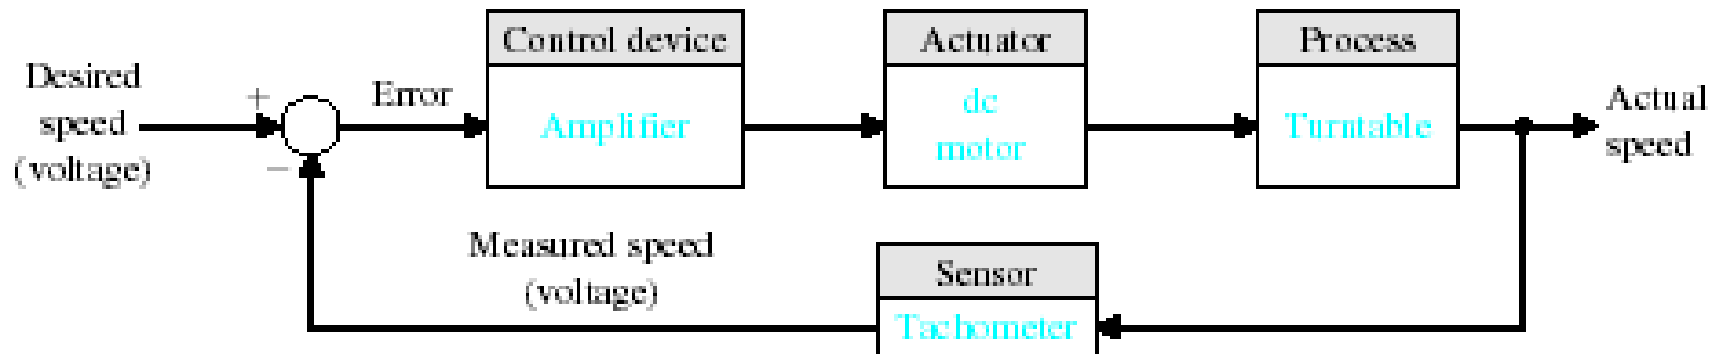 Desired
speed
(voltage)
+
−
Error
Control device
Amplifier
Actuator
dc
motor
Process
Turntable
Actual
speed
Measured speed
(voltage)
Sensor
Tachometer